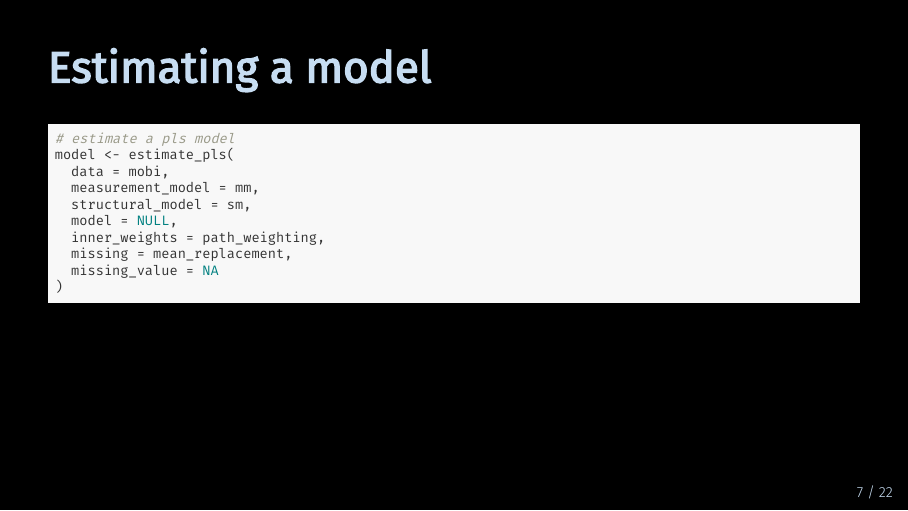 Estimating a model
# estimate a pls model
model <- estimate_pls(
  data = mobi,
  measurement_model = mm,
  structural_model = sm,
  model = NULL,
  inner_weights = path_weighting,
  missing = mean_replacement,
  missing_value = NA
)
7 / 22